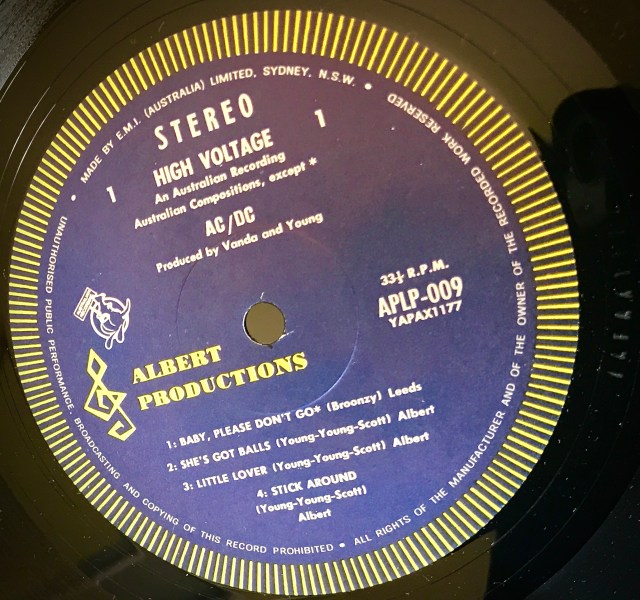 MADE BY E.M.I. (AUSTRALIA) LIMITED, SYDNEY, N.S.W. •
STEREO
1
1
HIGH VOLTAGE
An Australian Recording
Australian Compositions, except *
AC/DC
Produced by Vanda and Young
33⅓ R.P.M.
APLP-009
YAPAX1177
ALBERT
PRODUCTIONS
1: BABY, PLEASE DON'T GO* (Broonzy) Leeds
2: SHE'S GOT BALLS (Young-Young-Scott) Albert
3: LITTLE LOVER (Young-Young-Scott) Albert
4: STICK AROUND
(Young-Young-Scott)
Albert
UNAUTHORISED PUBLIC PERFORMANCE, BROADCASTING AND COPYING OF THIS RECORD PROHIBITED • ALL RIGHTS OF THE MANUFACTURER AND OF THE OWNER OF THE RECORDED WORK RESERVED